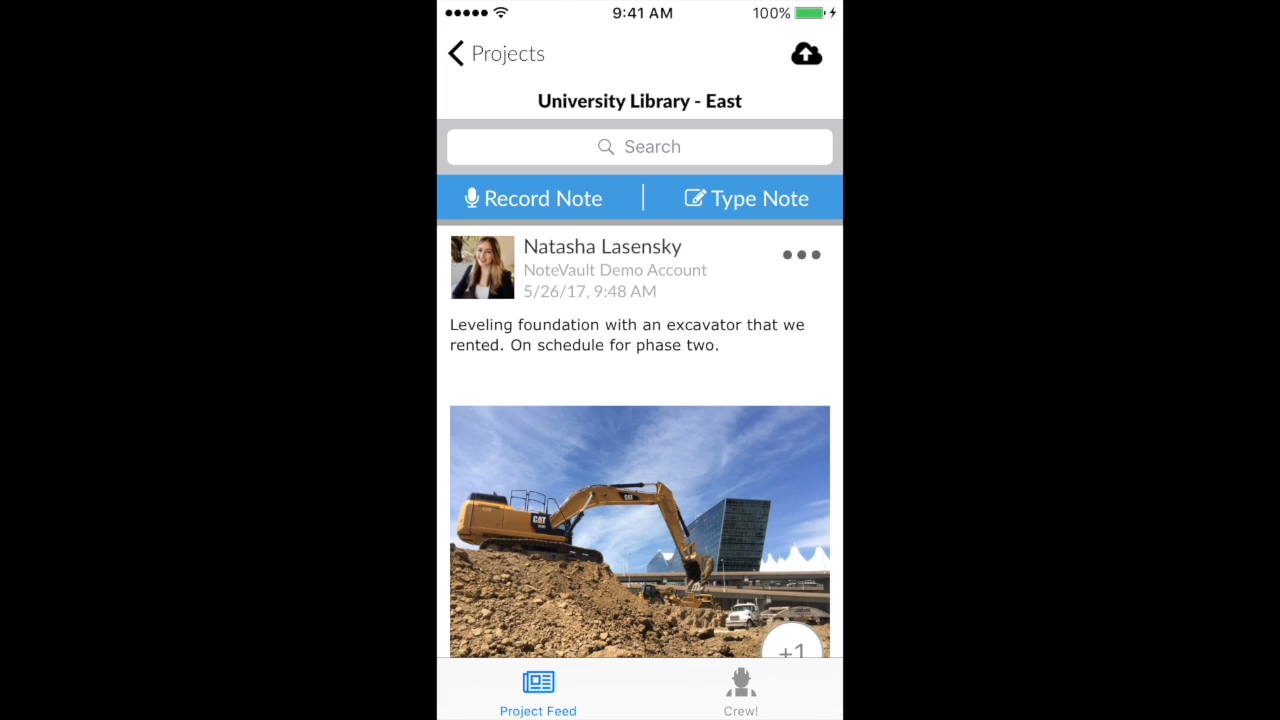 9:41 AM
100%
Projects
University Library - East
Search
Record Note
Type Note
Natasha Lasensky
NoteVault Demo Account
5/26/17, 9:48 AM
Leveling foundation with an excavator that we
rented. On schedule for phase two.
CAT
CAT
+1
Project Feed
Crew!